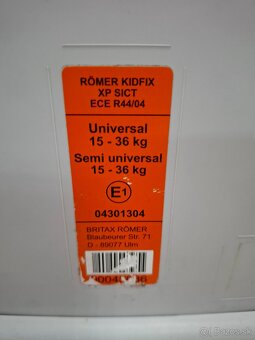 RÖMER KIDFIX
XP SICT
ECE R44/04
Universal
15 - 36 kg
Semi universal
15 - 36 kg
E1
04301304
BRITAX RÖMER
Blaubeurer Str. 71
D - 89077 Ulm